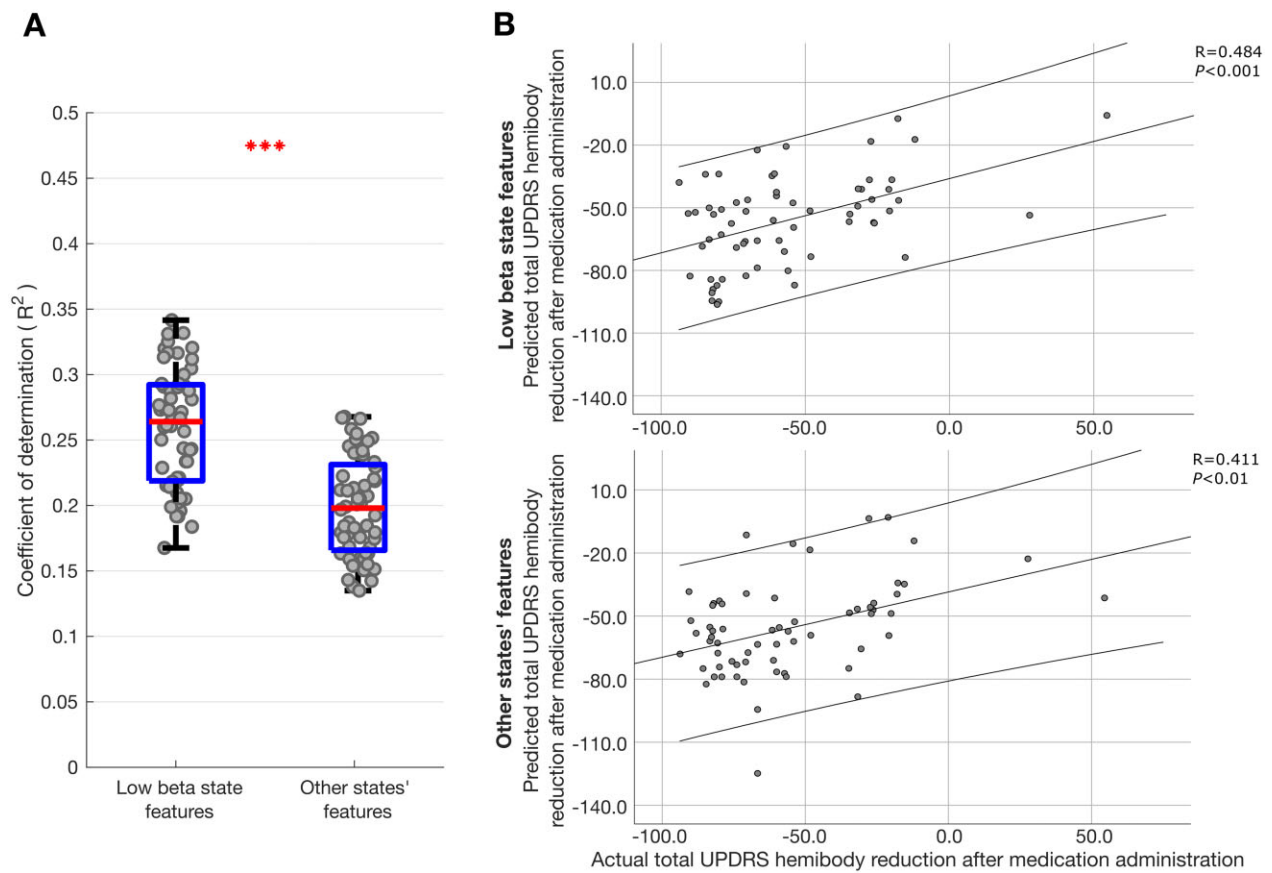 A
Coefficient of determination ( R² )
0.5
0.45
0.4
0.35
0.3
0.25
0.2
0.15
0.1
0.05
0
***
Low beta state
features
Other states'
features
B
Low beta state features
Predicted total UPDRS hemibody
reduction after medication administration
10.0
-20.0
-50.0
-80.0
-110.0
-140.0
-100.0
-50.0
0.0
50.0
R=0.484
P<0.001
Other states' features
Predicted total UPDRS hemibody
reduction after medication administration
10.0
-20.0
-50.0
-80.0
-110.0
-140.0
-100.0
-50.0
0.0
50.0
R=0.411
P<0.01
Actual total UPDRS hemibody reduction after medication administration